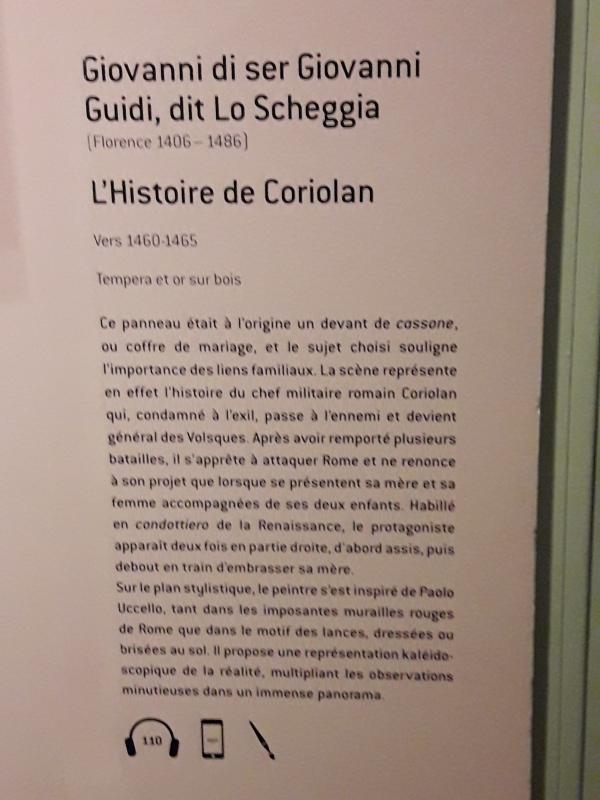 Giovanni di ser Giovanni
Guidi, dit Lo Scheggia
(Florence 1406 – 1486)
L'Histoire de Coriolan
Vers 1460-1465
Tempera et or sur bois
Ce panneau était à l'origine un devant de cassone,
ou coffre de mariage, et le sujet choisi souligne
l'importance des liens familiaux. La scène représente
en effet l'histoire du chef militaire romain Coriolan
qui, condamné à l'exil, passe à l'ennemi et devient
général des Volsques. Après avoir remporté plusieurs
batailles, il s'apprête à attaquer Rome et ne renonce
à son projet que lorsque se présentent sa mère et sa
femme accompagnées de ses deux enfants. Habillé
en condottiero de la Renaissance, le protagoniste
apparaît deux fois en partie droite, d'abord assis, puis
debout en train d'embrasser sa mère.
Sur le plan stylistique, le peintre s'est inspiré de Paolo
Uccello, tant dans les imposantes murailles rouges
de Rome que dans le motif des lances, dressées ou
brisées au sol. Il propose une représentation kaléido-
scopique de la réalité, multipliant les observations
minutieuses dans un immense panorama.
110